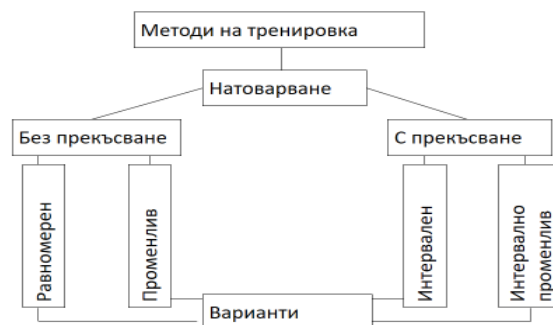 Методи на тренировка
Натоварване
Без прекъсване
С прекъсване
Равномерен
Променлив
Интервален
Интервално
променлив
Варианти